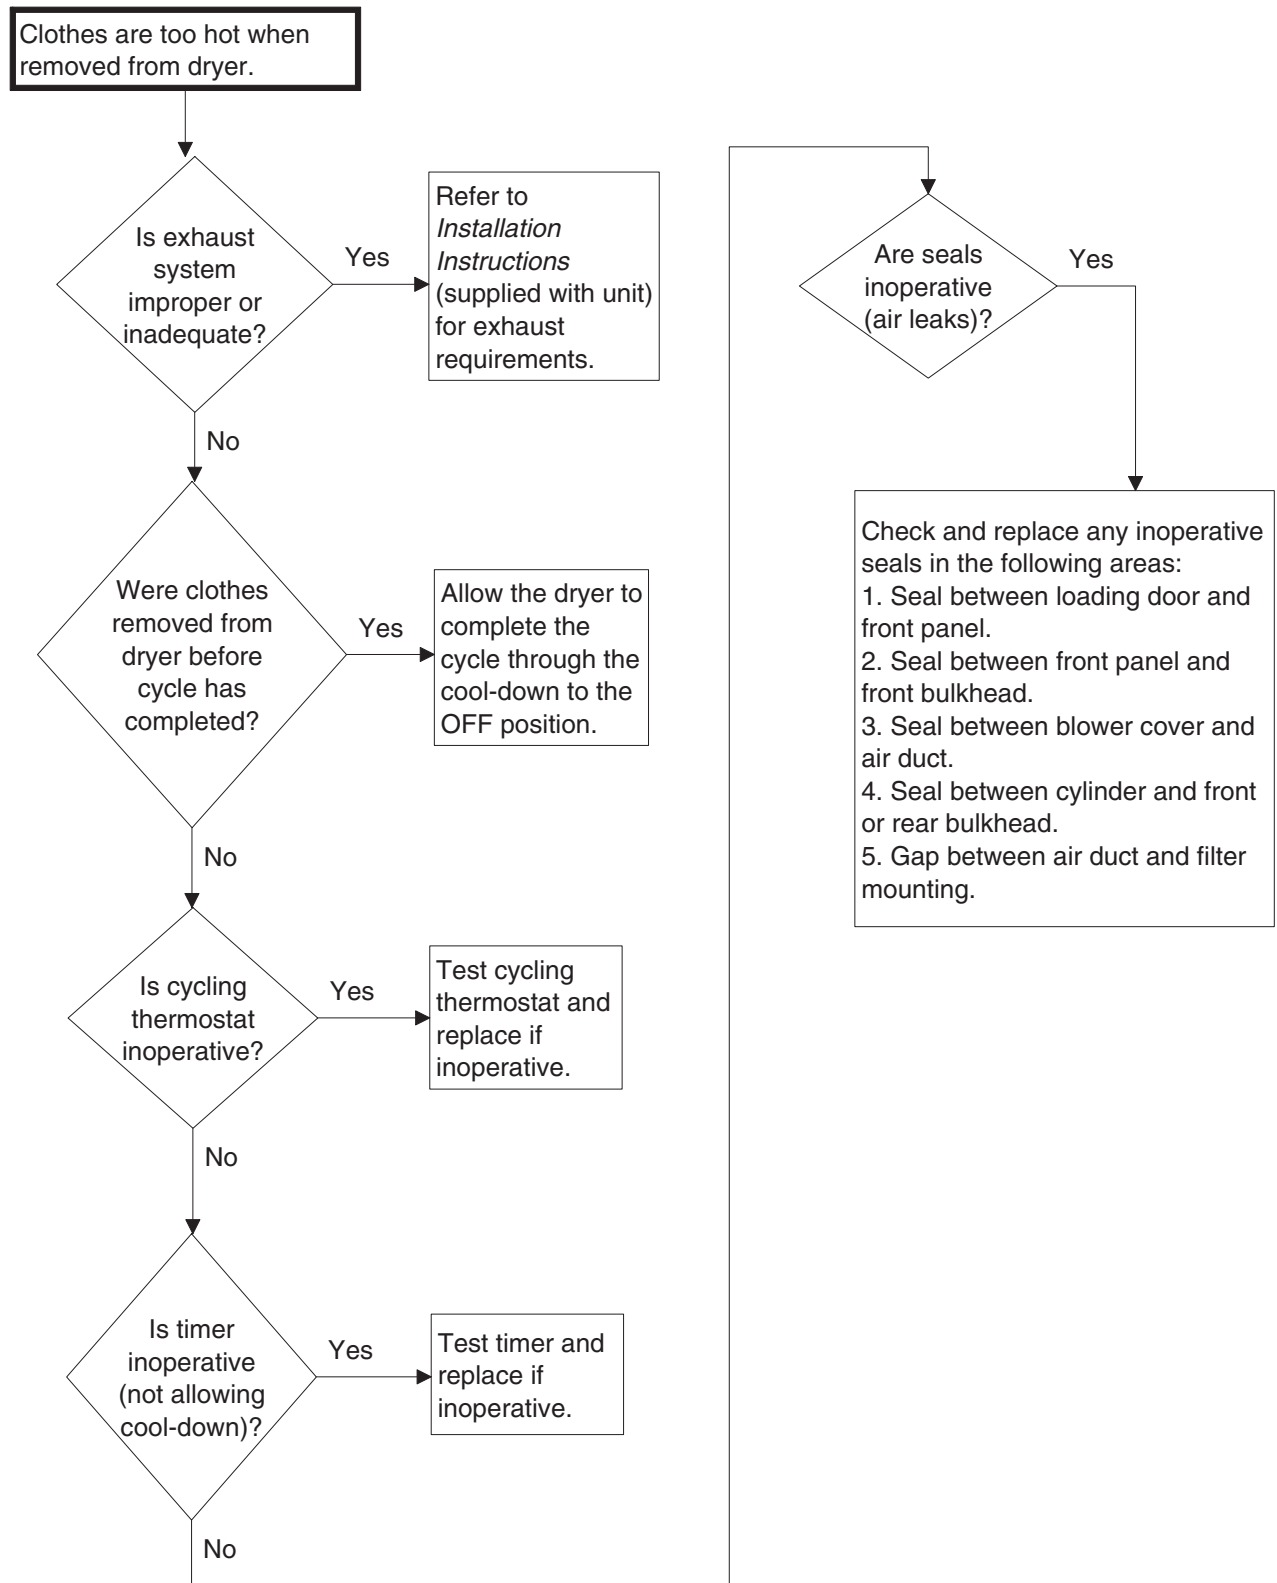 Clothes are too hot when
removed from dryer.
Is exhaust
system
improper or
inadequate?
Yes
Refer to
Installation
Instructions
(supplied with unit)
for exhaust
requirements.
No
Were clothes
removed from
dryer before
cycle has
completed?
Yes
Allow the dryer to
complete the
cycle through the
cool-down to the
OFF position.
No
Is cycling
thermostat
inoperative?
Yes
Test cycling
thermostat and
replace if
inoperative.
No
Is timer
inoperative
(not allowing
cool-down)?
Yes
Test timer and
replace if
inoperative.
No
Are seals
inoperative
(air leaks)?
Yes
Check and replace any inoperative
seals in the following areas:
1. Seal between loading door and
front panel.
2. Seal between front panel and
front bulkhead.
3. Seal between blower cover and
air duct.
4. Seal between cylinder and front
or rear bulkhead.
5. Gap between air duct and filter
mounting.